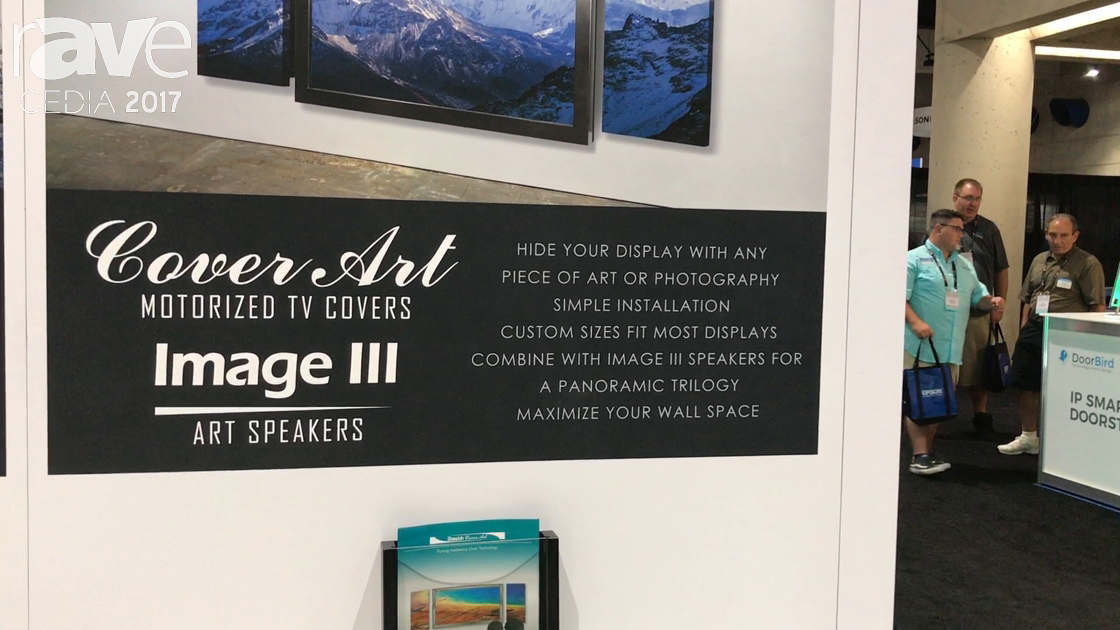 rAVe
CEDIA 2017
Cover Art
MOTORIZED TV COVERS
Image III
ART SPEAKERS
HIDE YOUR DISPLAY WITH ANY
PIECE OF ART OR PHOTOGRAPHY
SIMPLE INSTALLATION
CUSTOM SIZES FIT MOST DISPLAYS
COMBINE WITH IMAGE III SPEAKERS FOR
A PANORAMIC TRILOGY
MAXIMIZE YOUR WALL SPACE
DoorBird
IP SMAR
DOORST
EPSON
Cover Art